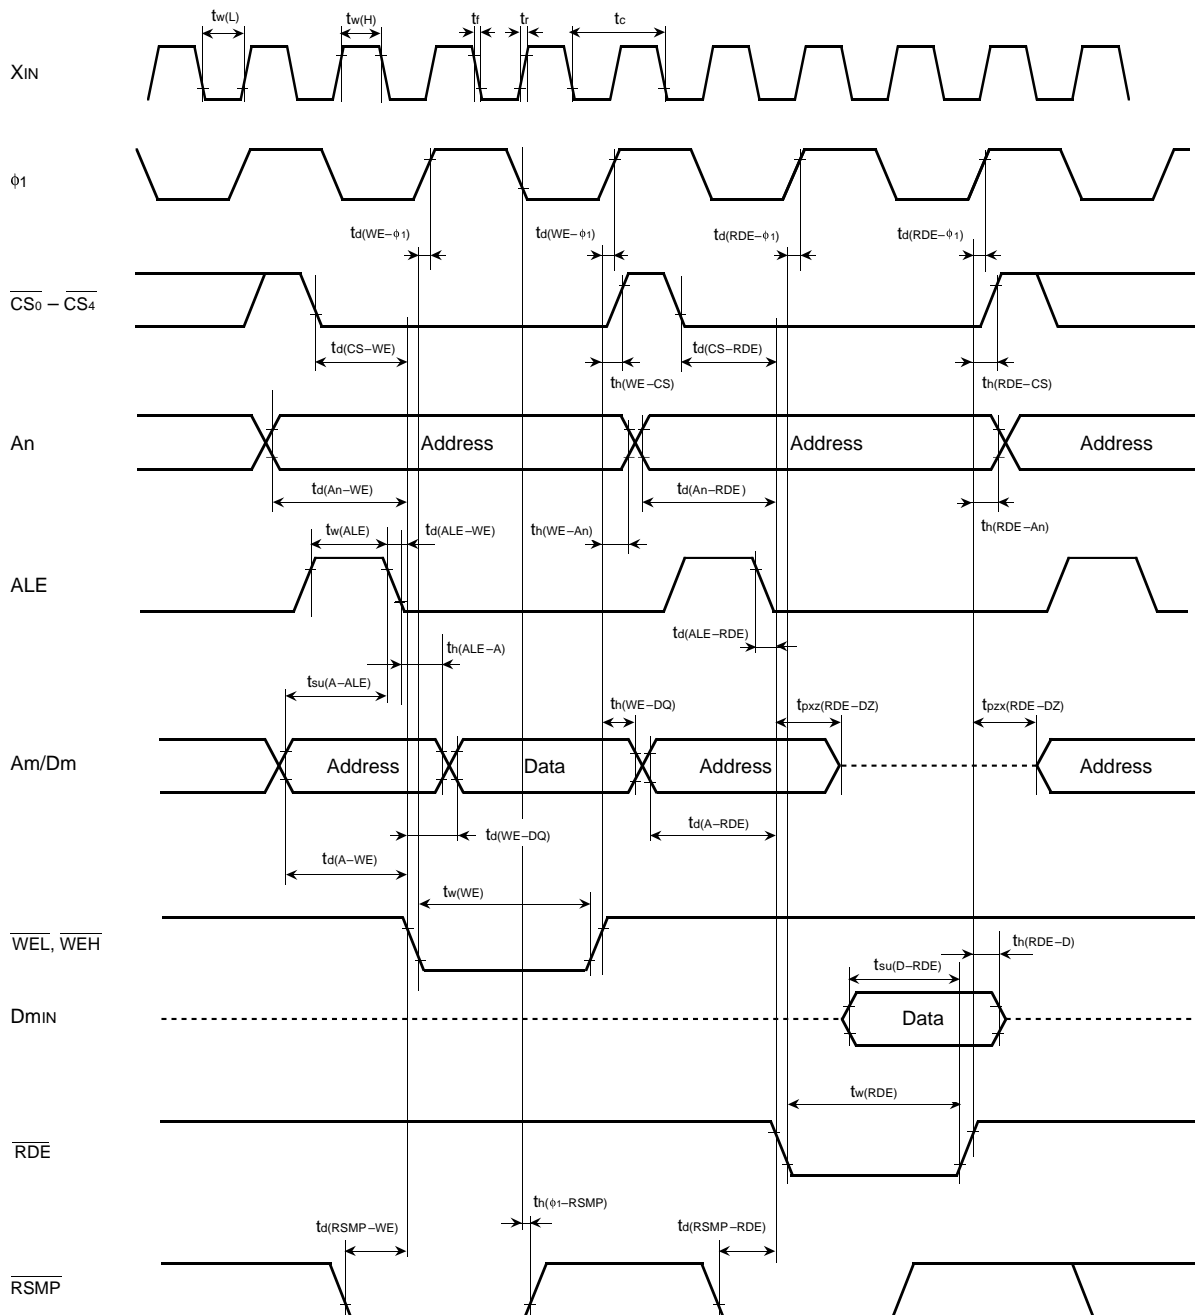 tw(L) tw(H) tf tr tc
XIN
φ1
td(WE–φ1) td(WE–φ1) td(RDE–φ1) td(RDE–φ1)
CS0 – CS4
td(CS–WE) td(CS–RDE)
th(WE–CS) th(RDE–CS)
An Address Address Address
td(An–WE) td(An–RDE)
tw(ALE) td(ALE–WE) th(WE–An) th(RDE–An)
ALE
td(ALE–RDE)
th(ALE–A)
tsu(A–ALE)
th(WE–DQ) tpxz(RDE–DZ) tpzx(RDE–DZ)
Am/Dm Address Data Address Address
td(WE–DQ) td(A–RDE)
td(A–WE)
tw(WE)
WEL, WEH
th(RDE–D)
tsu(D–RDE)
DmIN Data
tw(RDE)
RDE
th(φ1–RSMP)
td(RSMP–WE) td(RSMP–RDE)
RSMP